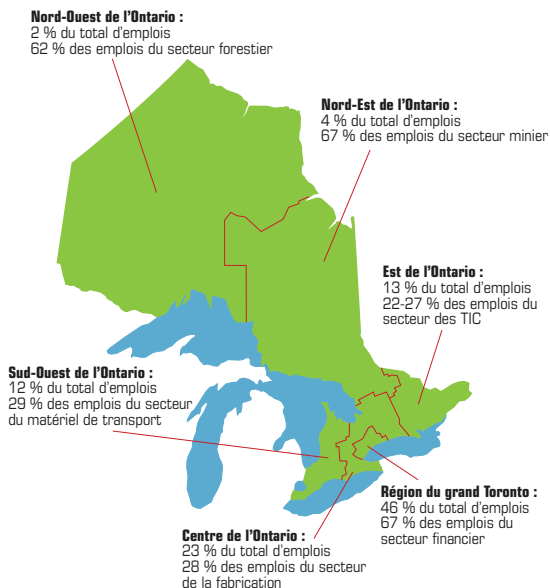 Nord-Ouest de l'Ontario :
2 % du total d'emplois
62 % des emplois du secteur forestier
Nord-Est de l'Ontario :
4 % du total d'emplois
67 % des emplois du secteur minier
Est de l'Ontario :
13 % du total d'emplois
22-27 % des emplois du
secteur des TIC
Sud-Ouest de l'Ontario :
12 % du total d'emplois
29 % des emplois du secteur
du matériel de transport
Région du grand Toronto :
46 % du total d'emplois
67 % des emplois du
secteur financier
Centre de l'Ontario :
23 % du total d'emplois
28 % des emplois du secteur
de la fabrication